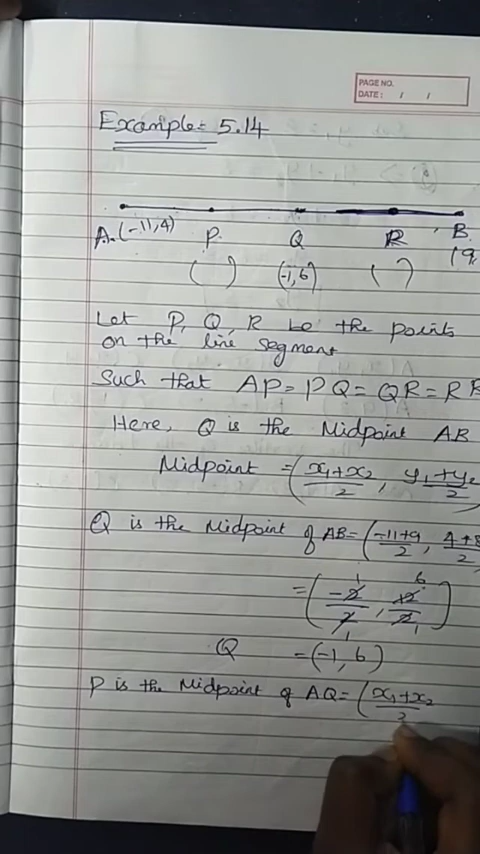 PAGE NO.
DATE : / /
Example:- 5.14
A (-11,4) P Q R B
( ) (-1,6) ( ) (9,
Let P, Q, R be the points
on the line segment
Such that AP = PQ = QR = RB
Here, Q is the Midpoint AB
Midpoint = (x₁+x₂/2 , y₁+y₂/2)
Q is the Midpoint of AB = (-11+9/2 , 4+8/2
= (-2/2 , 12/2)
Q = (-1, 6)
P is the Midpoint of AQ = (x₁+x₂/2